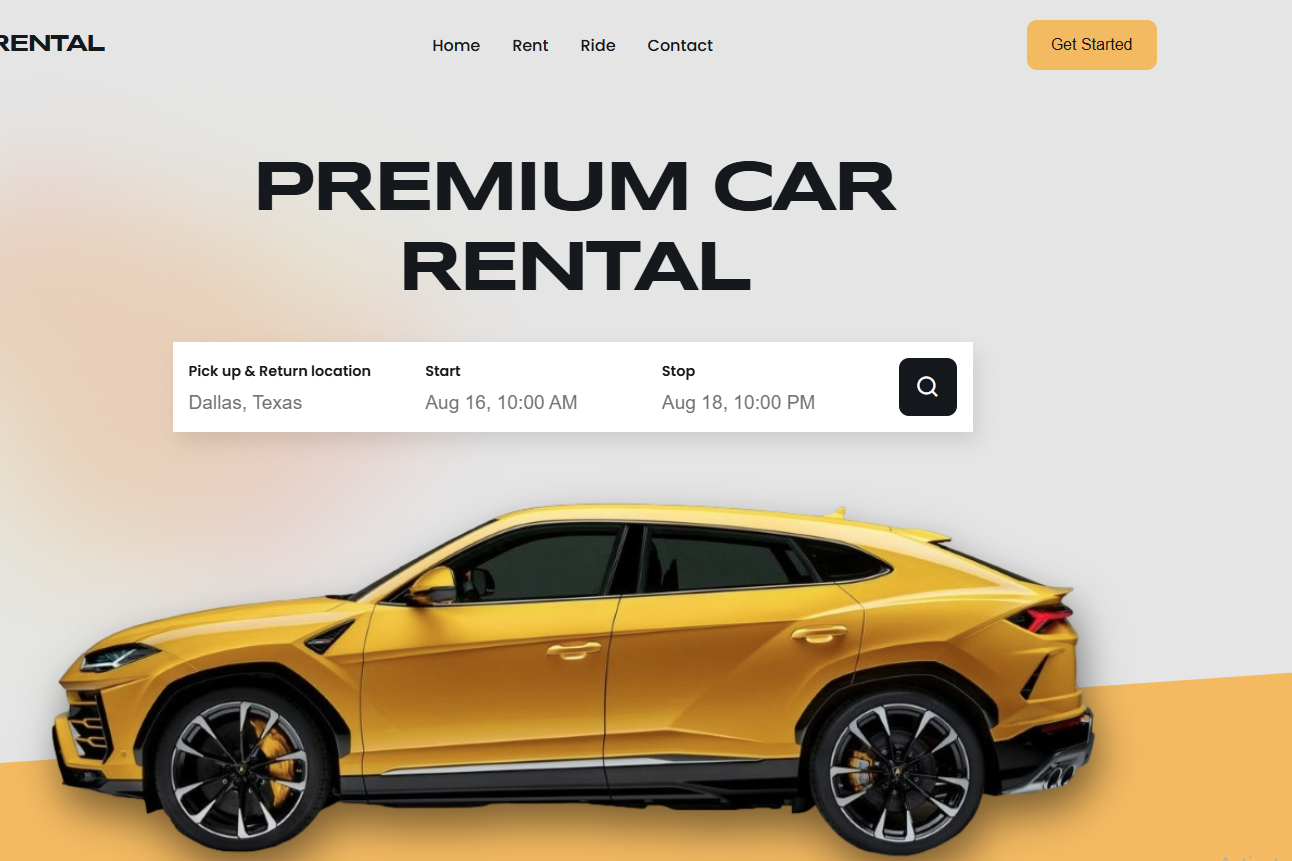 RENTAL
Home Rent Ride Contact
Get Started
PREMIUM CAR
RENTAL
Pick up & Return location Start Stop
Dallas, Texas Aug 16, 10:00 AM Aug 18, 10:00 PM